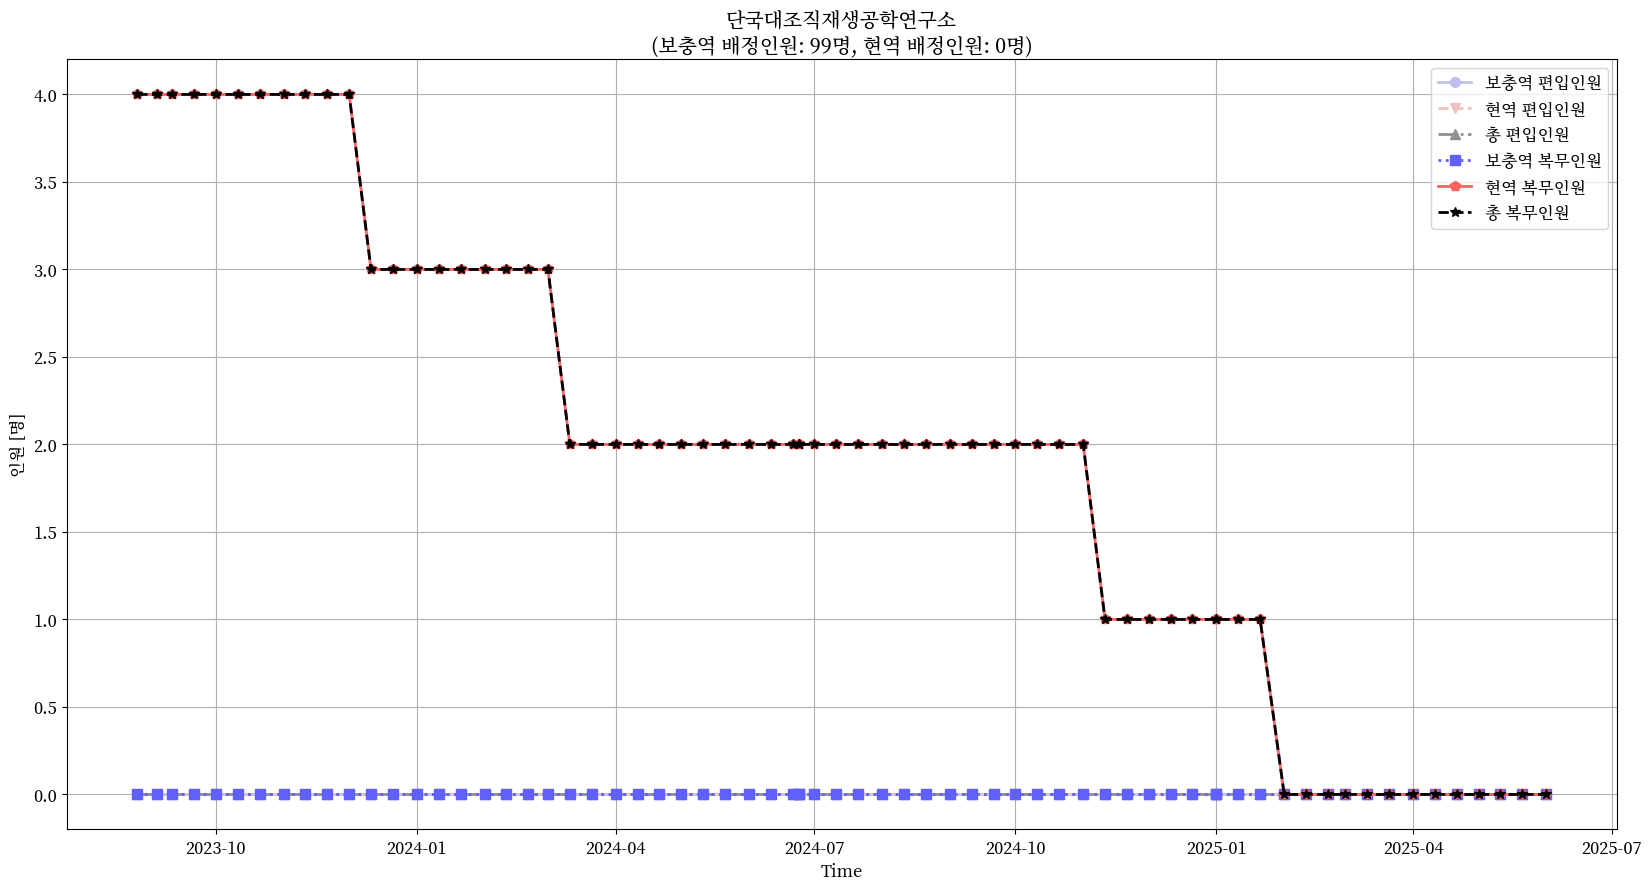 단국대조직재생공학연구소
(보충역 배정인원: 99명, 현역 배정인원: 0명)
보충역 편입인원
현역 편입인원
총 편입인원
보충역 복무인원
현역 복무인원
총 복무인원
4.0
3.5
3.0
2.5
2.0
1.5
1.0
0.5
0.0
인원 [명]
2023-10
2024-01
2024-04
2024-07
2024-10
2025-01
2025-04
2025-07
Time